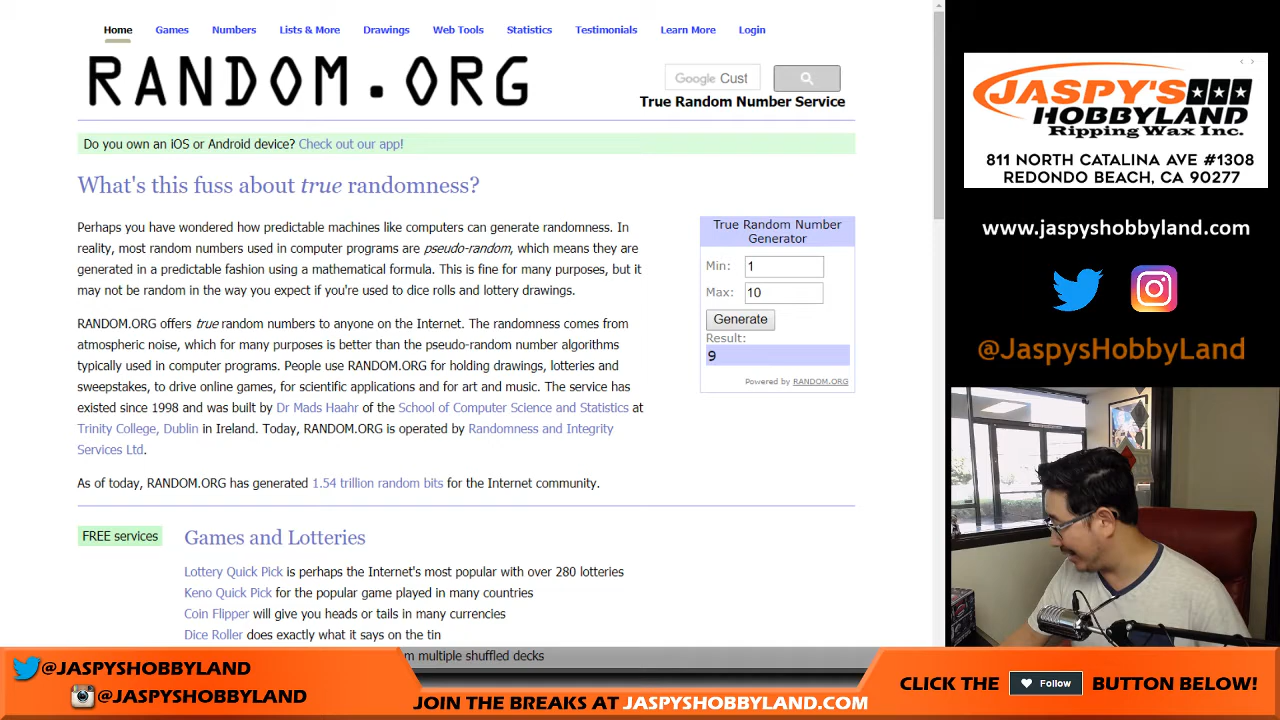 Home Games Numbers Lists & More Drawings Web Tools Statistics Testimonials Learn More Login
RANDOM.ORG
Google Cust
True Random Number Service
Do you own an iOS or Android device? Check out our app!
What's this fuss about true randomness?
Perhaps you have wondered how predictable machines like computers can generate randomness. In
reality, most random numbers used in computer programs are pseudo-random, which means they are
generated in a predictable fashion using a mathematical formula. This is fine for many purposes, but it
may not be random in the way you expect if you're used to dice rolls and lottery drawings.
RANDOM.ORG offers true random numbers to anyone on the Internet. The randomness comes from
atmospheric noise, which for many purposes is better than the pseudo-random number algorithms
typically used in computer programs. People use RANDOM.ORG for holding drawings, lotteries and
sweepstakes, to drive online games, for scientific applications and for art and music. The service has
existed since 1998 and was built by Dr Mads Haahr of the School of Computer Science and Statistics at
Trinity College, Dublin in Ireland. Today, RANDOM.ORG is operated by Randomness and Integrity
Services Ltd.
As of today, RANDOM.ORG has generated 1.54 trillion random bits for the Internet community.
True Random Number
Generator
Min: 1
Max: 10
Generate
Result:
9
Powered by RANDOM.ORG
FREE services
Games and Lotteries
Lottery Quick Pick is perhaps the Internet's most popular with over 280 lotteries
Keno Quick Pick for the popular game played in many countries
Coin Flipper will give you heads or tails in many currencies
Dice Roller does exactly what it says on the tin
multiple shuffled decks
JASPY'S
HOBBYLAND
Ripping Wax Inc.
811 NORTH CATALINA AVE #1308
REDONDO BEACH, CA 90277
www.jaspyshobbyland.com
@JaspysHobbyLand
@JASPYSHOBBYLAND
@JASPYSHOBBYLAND
JOIN THE BREAKS AT JASPYSHOBBYLAND.COM
CLICK THE Follow BUTTON BELOW!